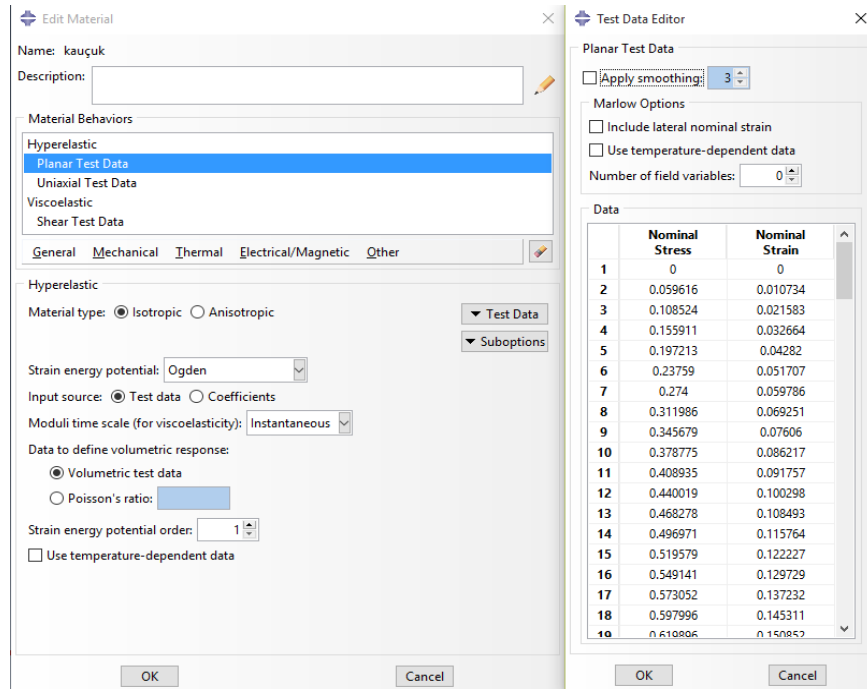 Edit Material
Name: kauçuk
Description:
Material Behaviors
Hyperelastic
Planar Test Data
Uniaxial Test Data
Viscoelastic
Shear Test Data
General Mechanical Thermal Electrical/Magnetic Other
Hyperelastic
Material type: Isotropic Anisotropic
Test Data
Suboptions
Strain energy potential: Ogden
Input source: Test data Coefficients
Moduli time scale (for viscoelasticity): Instantaneous
Data to define volumetric response:
Volumetric test data
Poisson's ratio:
Strain energy potential order: 1
Use temperature-dependent data
OK Cancel
Test Data Editor
Planar Test Data
Apply smoothing: 3
Marlow Options
Include lateral nominal strain
Use temperature-dependent data
Number of field variables: 0
Data
Nominal Nominal
Stress Strain
1 0 0
2 0.059616 0.010734
3 0.108524 0.021583
4 0.155911 0.032664
5 0.197213 0.04282
6 0.23759 0.051707
7 0.274 0.059786
8 0.311986 0.069251
9 0.345679 0.07606
10 0.378775 0.086217
11 0.408935 0.091757
12 0.440019 0.100298
13 0.468278 0.108493
14 0.496971 0.115764
15 0.519579 0.122227
16 0.549141 0.129729
17 0.573052 0.137232
18 0.597996 0.145311
19 0.619896 0.150852
OK Cancel